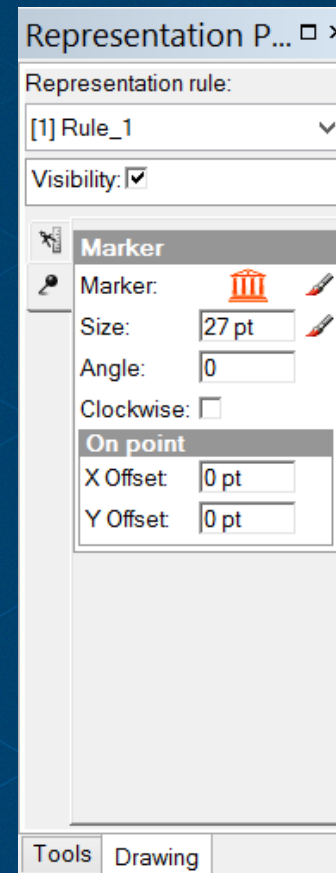 Representation P...
Representation rule:
[1] Rule_1
Visibility:
Marker
Marker:
Size: 27 pt
Angle: 0
Clockwise:
On point
X Offset: 0 pt
Y Offset: 0 pt
Tools Drawing